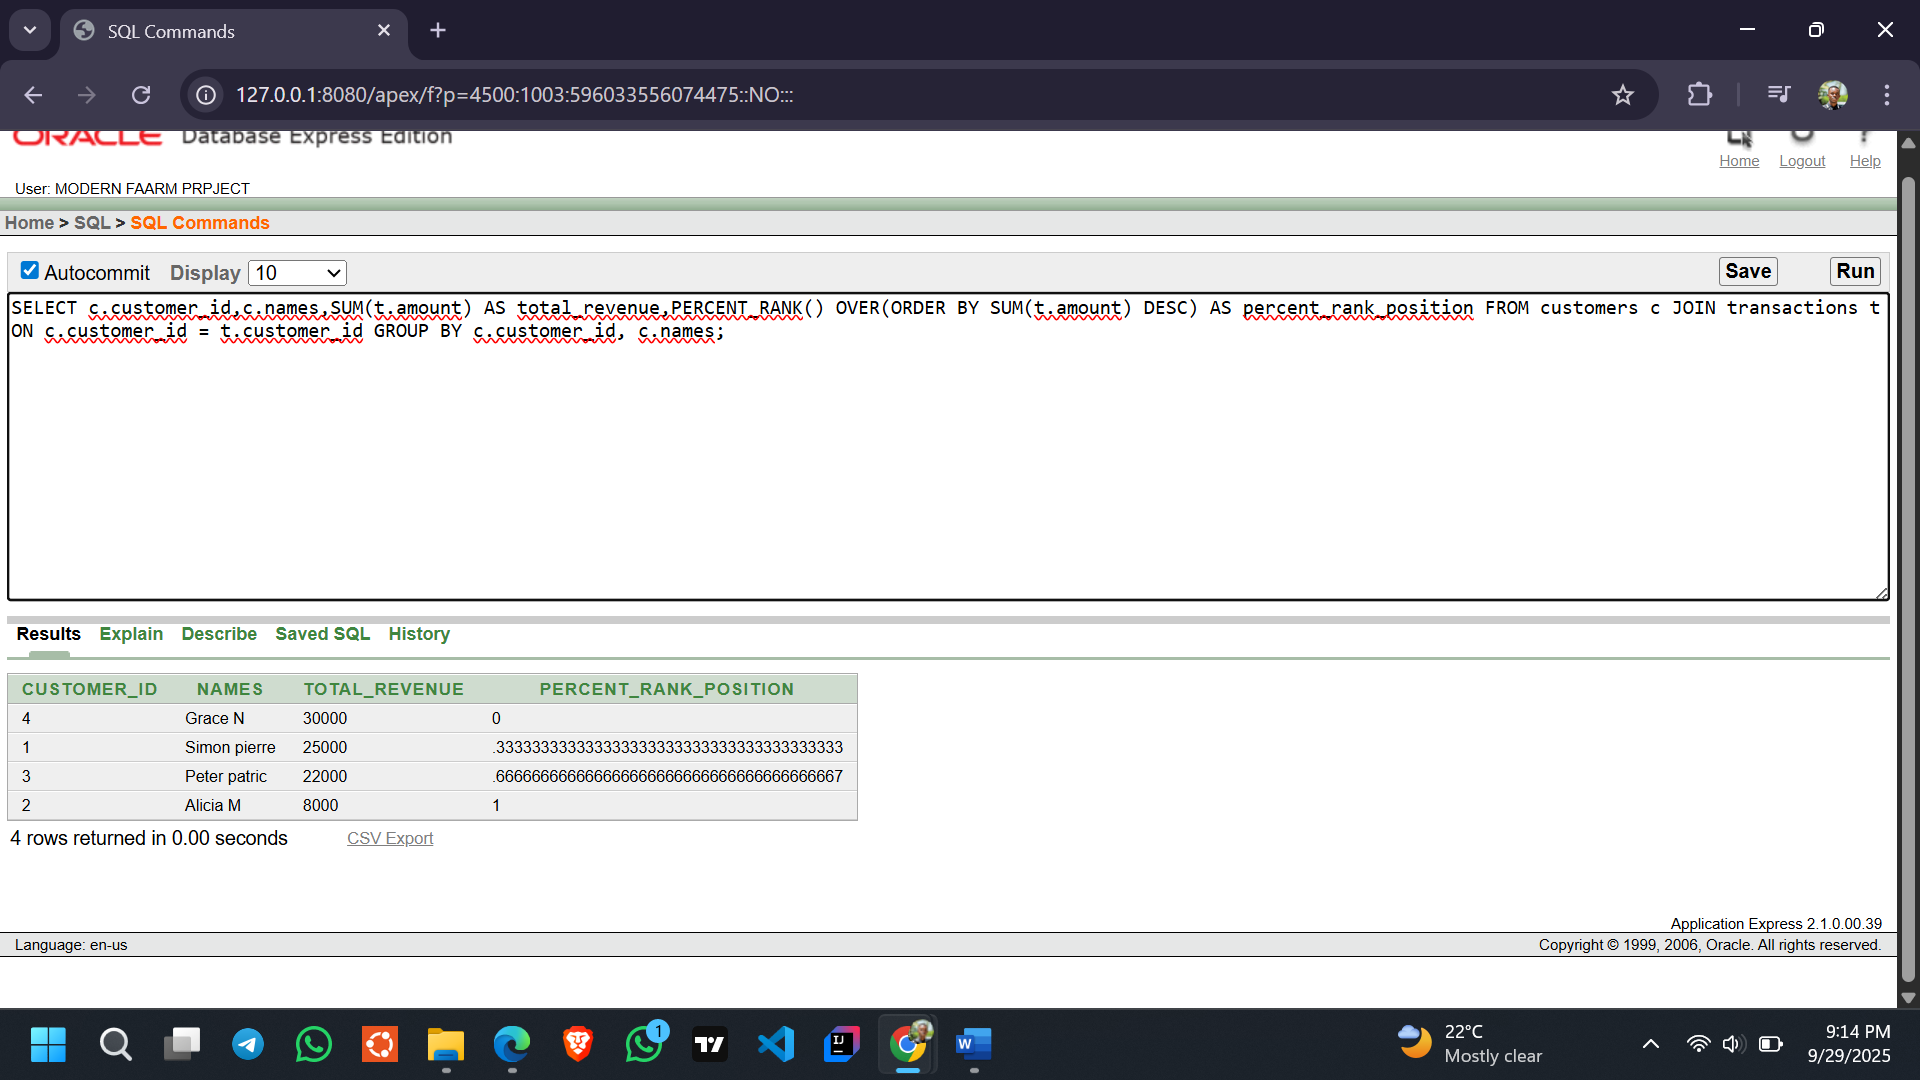 SQL Commands
127.0.0.1:8080/apex/f?p=4500:1003:596033556074475::NO:::
ORACLE Database Express Edition
Home Logout Help
User: MODERN FAARM PRPJECT
Home > SQL > SQL Commands
Autocommit Display 10 Save Run
SELECT c.customer_id,c.names,SUM(t.amount) AS total_revenue,PERCENT_RANK() OVER(ORDER BY SUM(t.amount) DESC) AS percent_rank_position FROM customers c JOIN transactions t
ON c.customer_id = t.customer_id GROUP BY c.customer_id, c.names;
Results Explain Describe Saved SQL History
CUSTOMER_ID NAMES TOTAL_REVENUE PERCENT_RANK_POSITION
4 Grace N 30000 0
1 Simon pierre 25000 .3333333333333333333333333333333333333333
3 Peter patric 22000 .6666666666666666666666666666666666666667
2 Alicia M 8000 1
4 rows returned in 0.00 seconds CSV Export
Application Express 2.1.0.00.39
Language: en-us Copyright © 1999, 2006, Oracle. All rights reserved.
1
22°C
Mostly clear
9:14 PM
9/29/2025